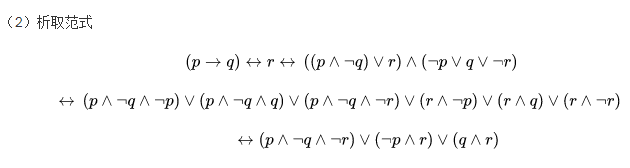 （2）析取范式
(p → q) ↔ r ↔ ((p ∧ ¬q) ∨ r) ∧ (¬p ∨ q ∨ ¬r)
↔ (p ∧ ¬q ∧ ¬p) ∨ (p ∧ ¬q ∧ q) ∨ (p ∧ ¬q ∧ ¬r) ∨ (r ∧ ¬p) ∨ (r ∧ q) ∨ (r ∧ ¬r)
↔ (p ∧ ¬q ∧ ¬r) ∨ (¬p ∧ r) ∨ (q ∧ r)